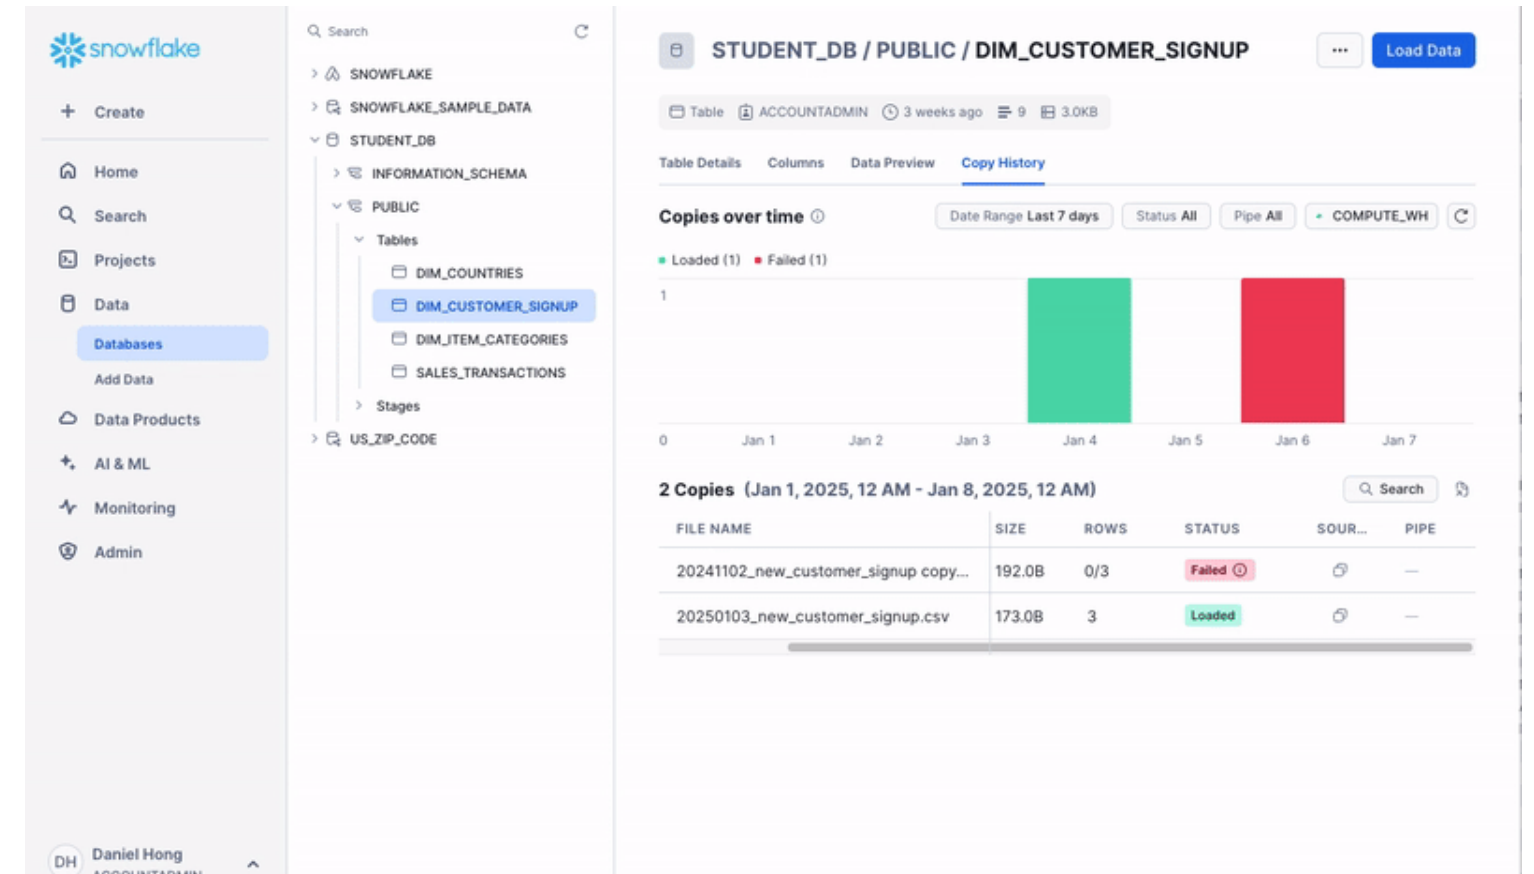 snowflake
Create
Home
Search
Projects
Data
Databases
Add Data
Data Products
AI & ML
Monitoring
Admin
DH
Daniel Hong
ACCOUNTADMIN
Search
SNOWFLAKE
SNOWFLAKE_SAMPLE_DATA
STUDENT_DB
INFORMATION_SCHEMA
PUBLIC
Tables
DIM_COUNTRIES
DIM_CUSTOMER_SIGNUP
DIM_ITEM_CATEGORIES
SALES_TRANSACTIONS
Stages
US_ZIP_CODE
STUDENT_DB / PUBLIC / DIM_CUSTOMER_SIGNUP
... Load Data
Table ACCOUNTADMIN 3 weeks ago 9 3.0KB
Table Details Columns Data Preview Copy History
Copies over time Date Range Last 7 days Status All Pipe All COMPUTE_WH
Loaded (1) Failed (1)
1
0 Jan 1 Jan 2 Jan 3 Jan 4 Jan 5 Jan 6 Jan 7
2 Copies (Jan 1, 2025, 12 AM - Jan 8, 2025, 12 AM) Search
FILE NAME SIZE ROWS STATUS SOUR... PIPE
20241102_new_customer_signup copy... 192.0B 0/3 Failed —
20250103_new_customer_signup.csv 173.0B 3 Loaded —